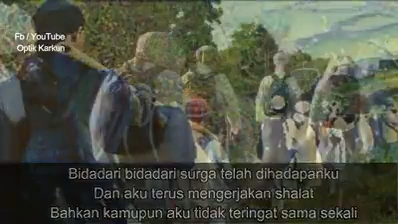 Fb / YouTube
Optik Karkun
Bidadari bidadari surga telah dihadapanku
Dan aku terus mengerjakan shalat
Bahkan kamupun aku tidak teringat sama sekali